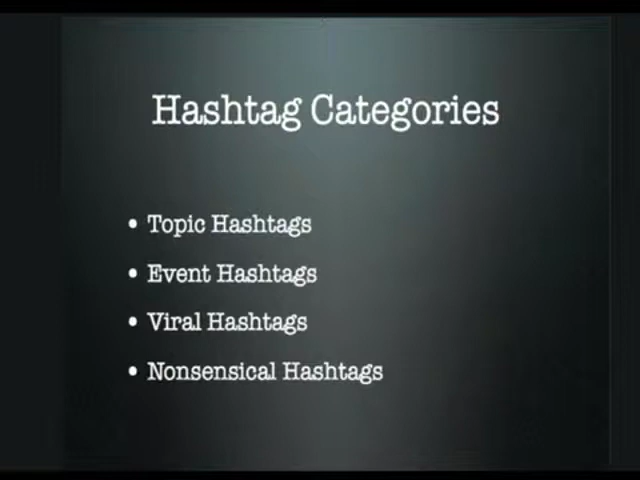 Hashtag Categories
• Topic Hashtags
• Event Hashtags
• Viral Hashtags
• Nonsensical Hashtags